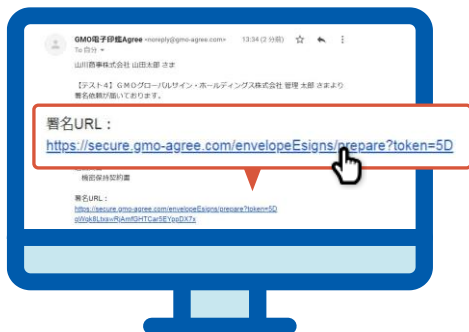 GMO電子印鑑Agree <noreply@gmo-agree.com> 13:34 (2 分前)
To 自分
山川商事株式会社 山田太郎 さま
【テスト4】GMOグローバルサイン・ホールディングス株式会社 管理 太郎 さまより
署名依頼が届いております。
署名URL：
https://secure.gmo-agree.com/envelopeEsigns/prepare?token=5D
機密保持契約書
署名URL：
https://secure.gmo-agree.com/envelopeEsigns/prepare?token=5D